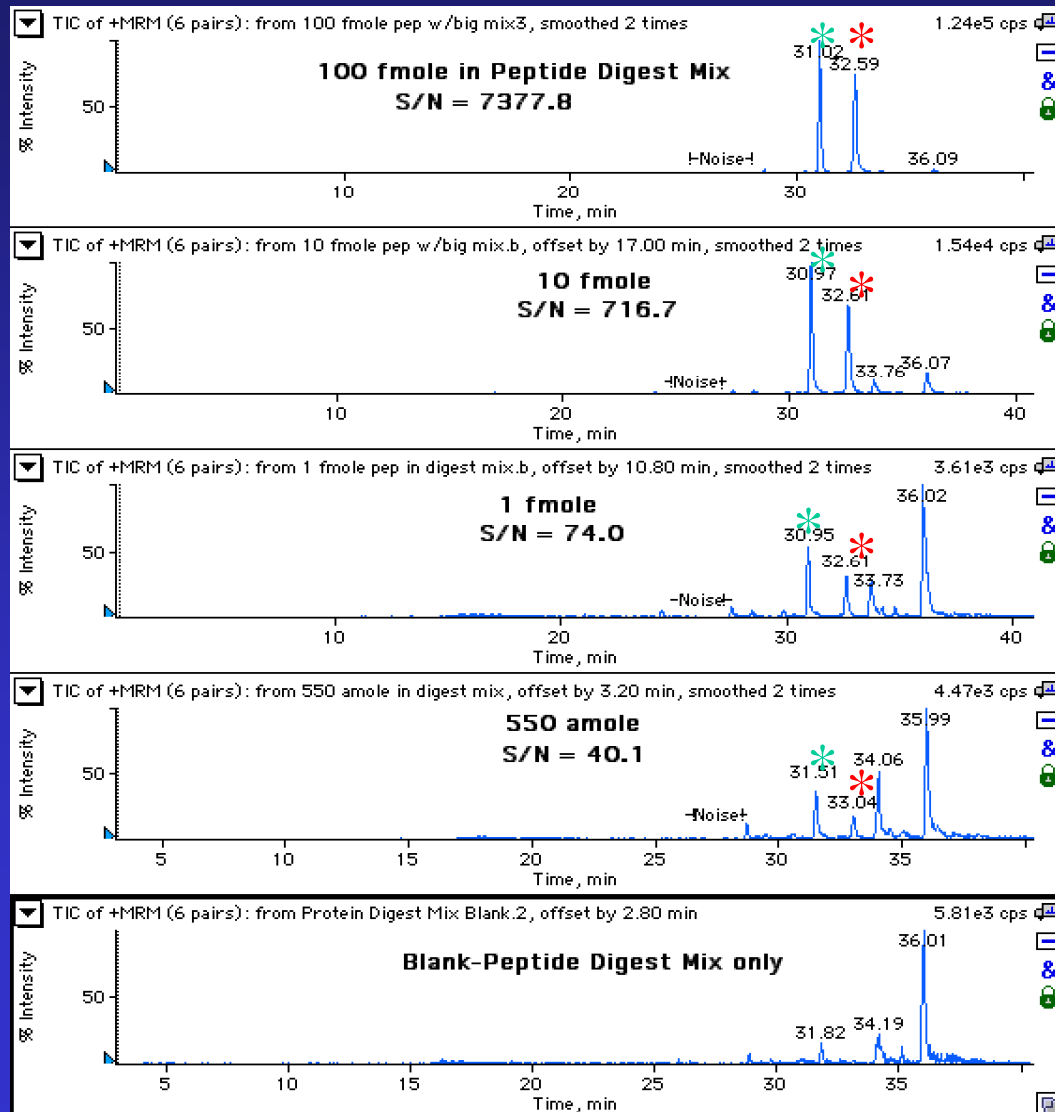 TIC of +MRM (6 pairs): from 100 fmole pep w/big mix3, smoothed 2 times 1.24e5 cps
100 fmole in Peptide Digest Mix
S/N = 7377.8
31.02
32.59
50
% Intensity
Noise
36.09
10 20 30
Time, min
&
TIC of +MRM (6 pairs): from 10 fmole pep w/big mix.b, offset by 17.00 min, smoothed 2 times 1.54e4 cps
10 fmole
S/N = 716.7
30.97
32.61
50
% Intensity
Noise
33.76
36.07
10 20 30 40
Time, min
&
TIC of +MRM (6 pairs): from 1 fmole pep in digest mix.b, offset by 10.80 min, smoothed 2 times 3.61e3 cps
1 fmole
S/N = 74.0
36.02
30.95
32.61
33.73
50
% Intensity
Noise
10 20 30 40
Time, min
&
TIC of +MRM (6 pairs): from 550 amole in digest mix, offset by 3.20 min, smoothed 2 times 4.47e3 cps
550 amole
S/N = 40.1
35.99
34.06
31.51
33.04
50
% Intensity
Noise
5 10 15 20 25 30 35
Time, min
&
TIC of +MRM (6 pairs): from Protein Digest Mix Blank.2, offset by 2.80 min 5.81e3 cps
Blank-Peptide Digest Mix only
36.01
34.19
31.82
50
% Intensity
5 10 15 20 25 30 35
Time, min
&